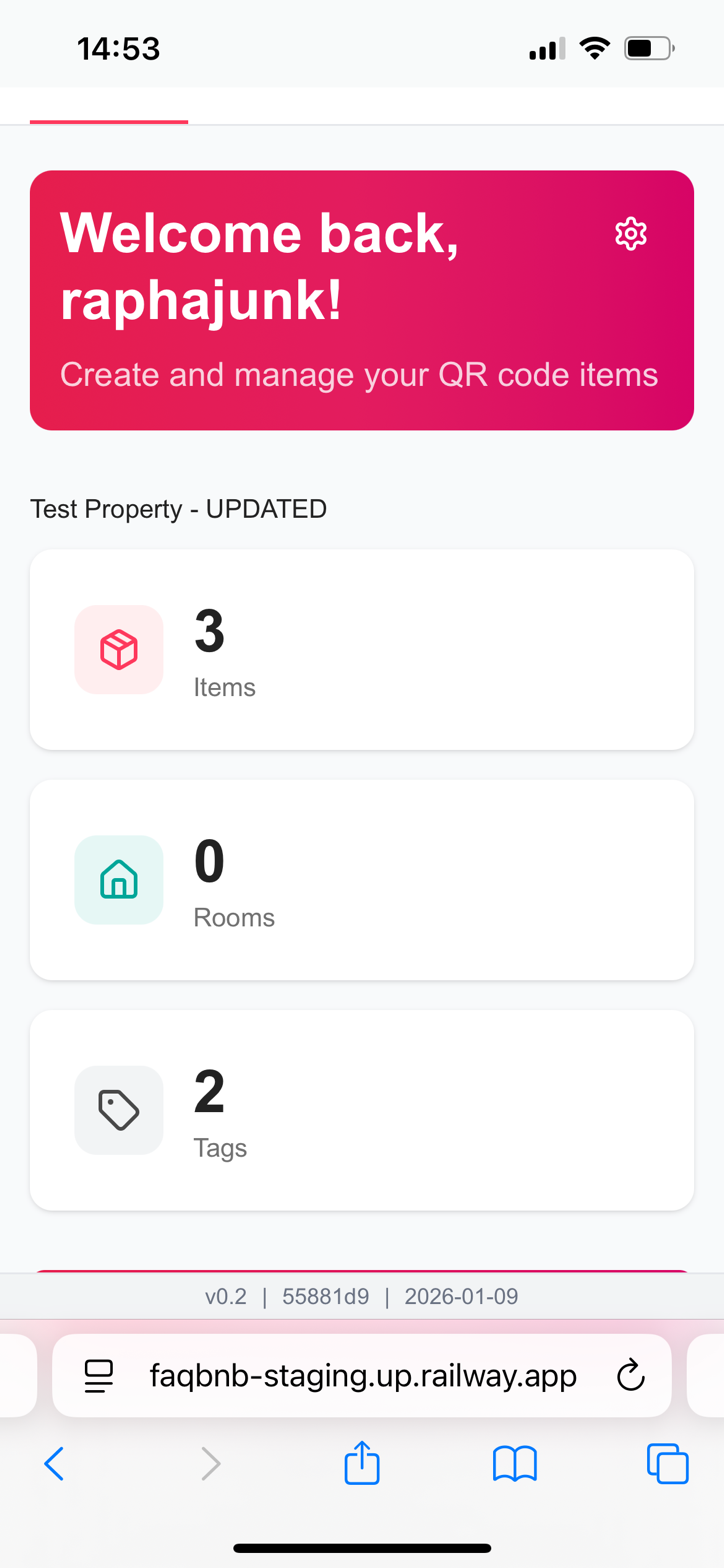 14:53
Welcome back,
raphajunk!
Create and manage your QR code items
Test Property - UPDATED
3
Items
0
Rooms
2
Tags
v0.2 | 55881d9 | 2026-01-09
faqbnb-staging.up.railway.app